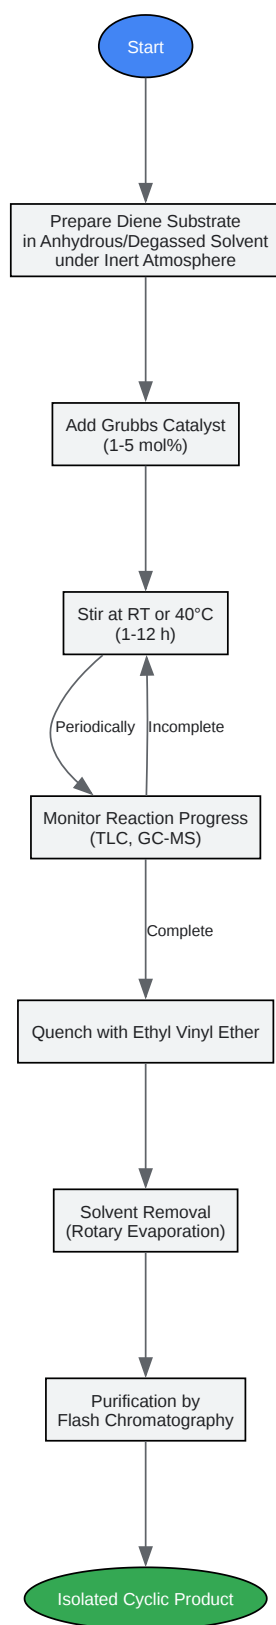 Start
Prepare Diene Substrate
in Anhydrous/Degassed Solvent
under Inert Atmosphere
Add Grubbs Catalyst
(1-5 mol%)
Stir at RT or 40°C
(1-12 h)
Periodically
Incomplete
Monitor Reaction Progress
(TLC, GC-MS)
Complete
Quench with Ethyl Vinyl Ether
Solvent Removal
(Rotary Evaporation)
Purification by
Flash Chromatography
Isolated Cyclic Product